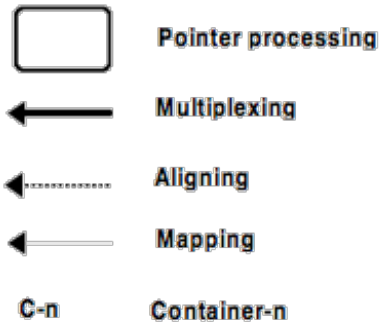 Pointer processing
Multiplexing
Aligning
Mapping
C-n Container-n